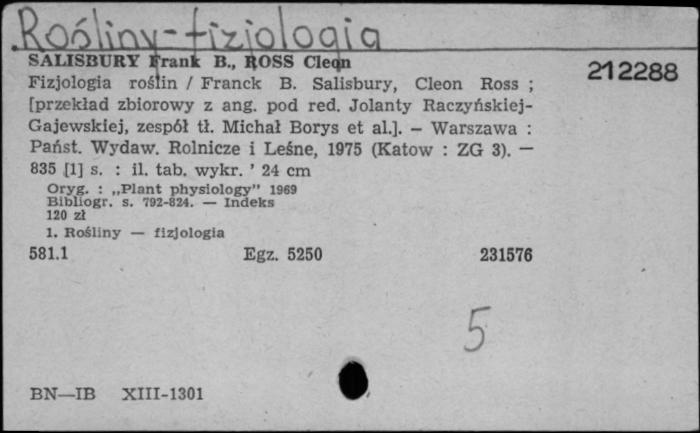 Rośliny - fizjologia
SALISBURY Frank B., ROSS Cleon
212288
Fizjologia roślin / Franck B. Salisbury, Cleon Ross ;
[przekład zbiorowy z ang. pod red. Jolanty Raczyńskiej-
Gajewskiej, zespół tł. Michał Borys et al.]. — Warszawa :
Państ. Wydaw. Rolnicze i Leśne, 1975 (Katow : ZG 3). —
835 [1] s. : il. tab. wykr. ' 24 cm
Oryg. : „Plant physiology” 1969
Bibliogr. s. 792-824. — Indeks
120 zł
1. Rośliny — fizjologia
581.1 Egz. 5250 231576
5
BN—IB XIII-1301